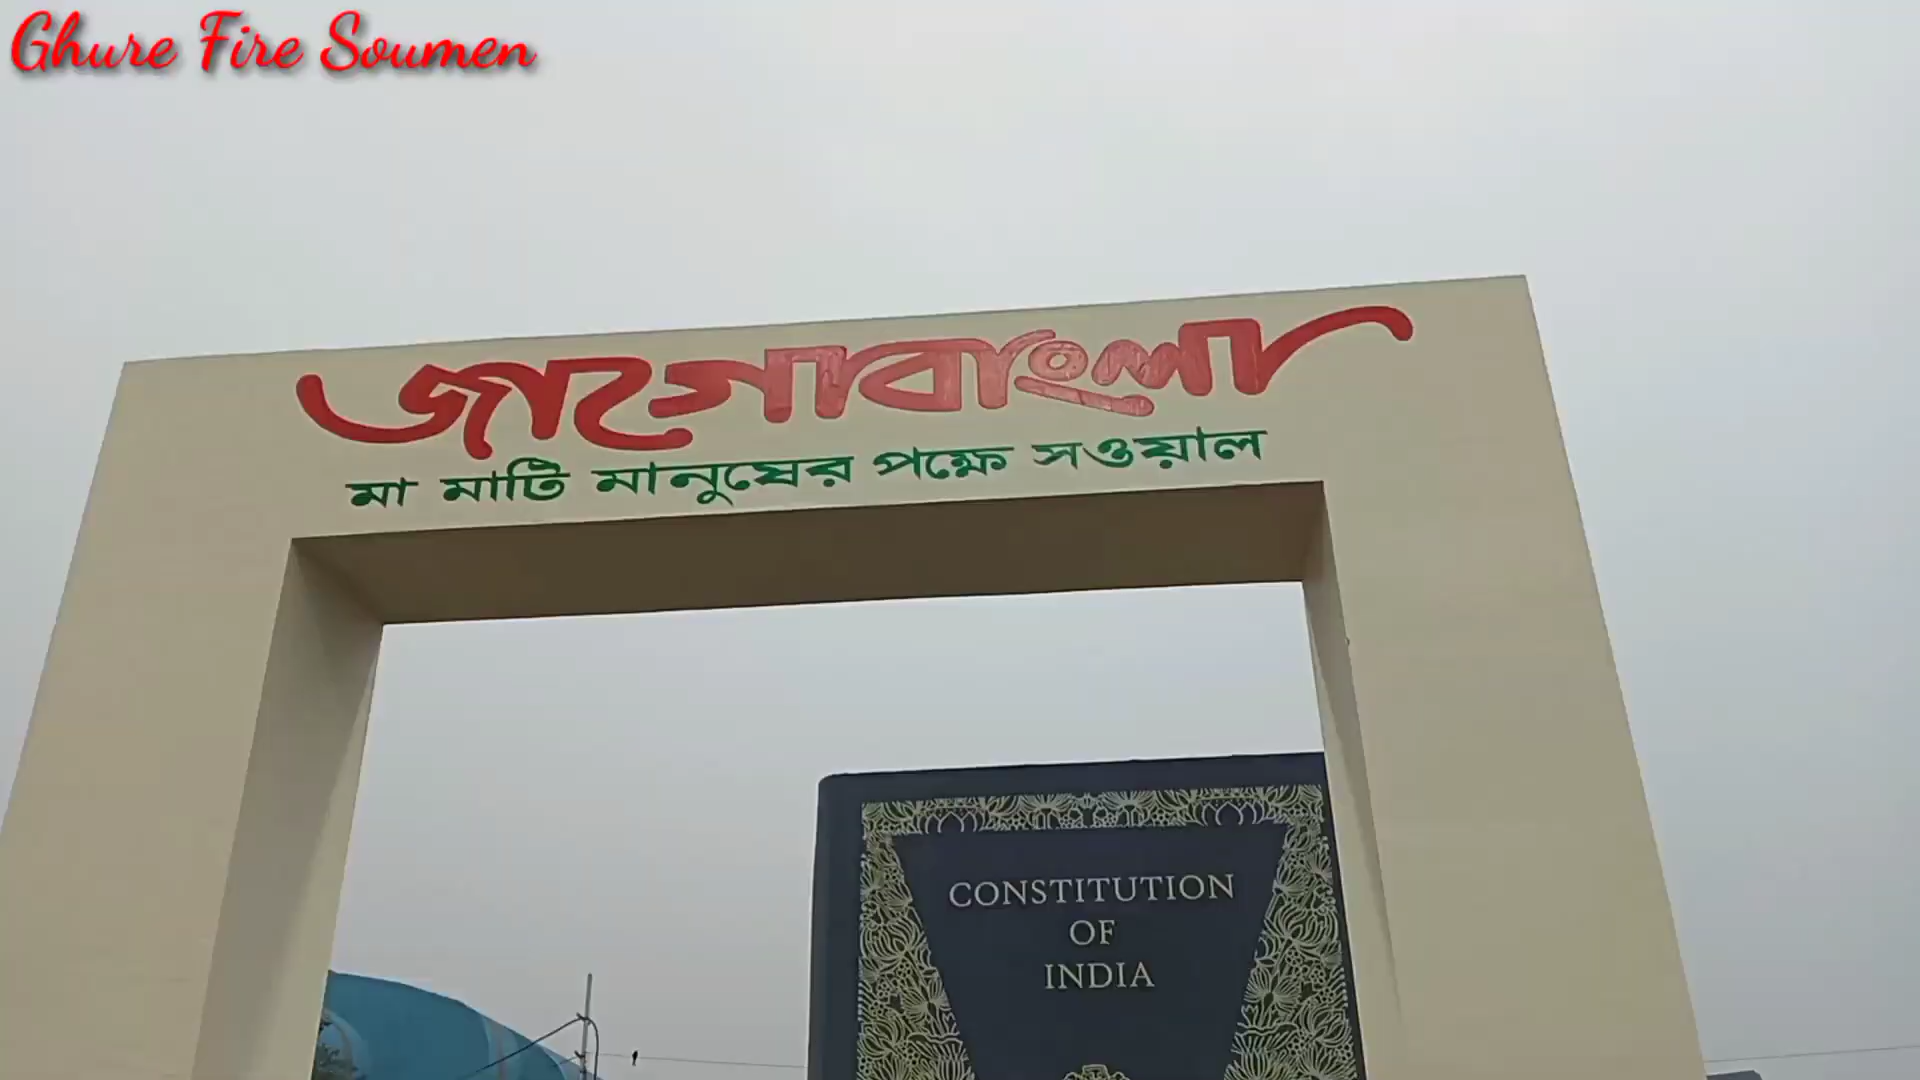 Ghure Fire Soumen
জাগোবাংলা
মা মাটি মানুষের পক্ষে সওয়াল
CONSTITUTION
OF
INDIA